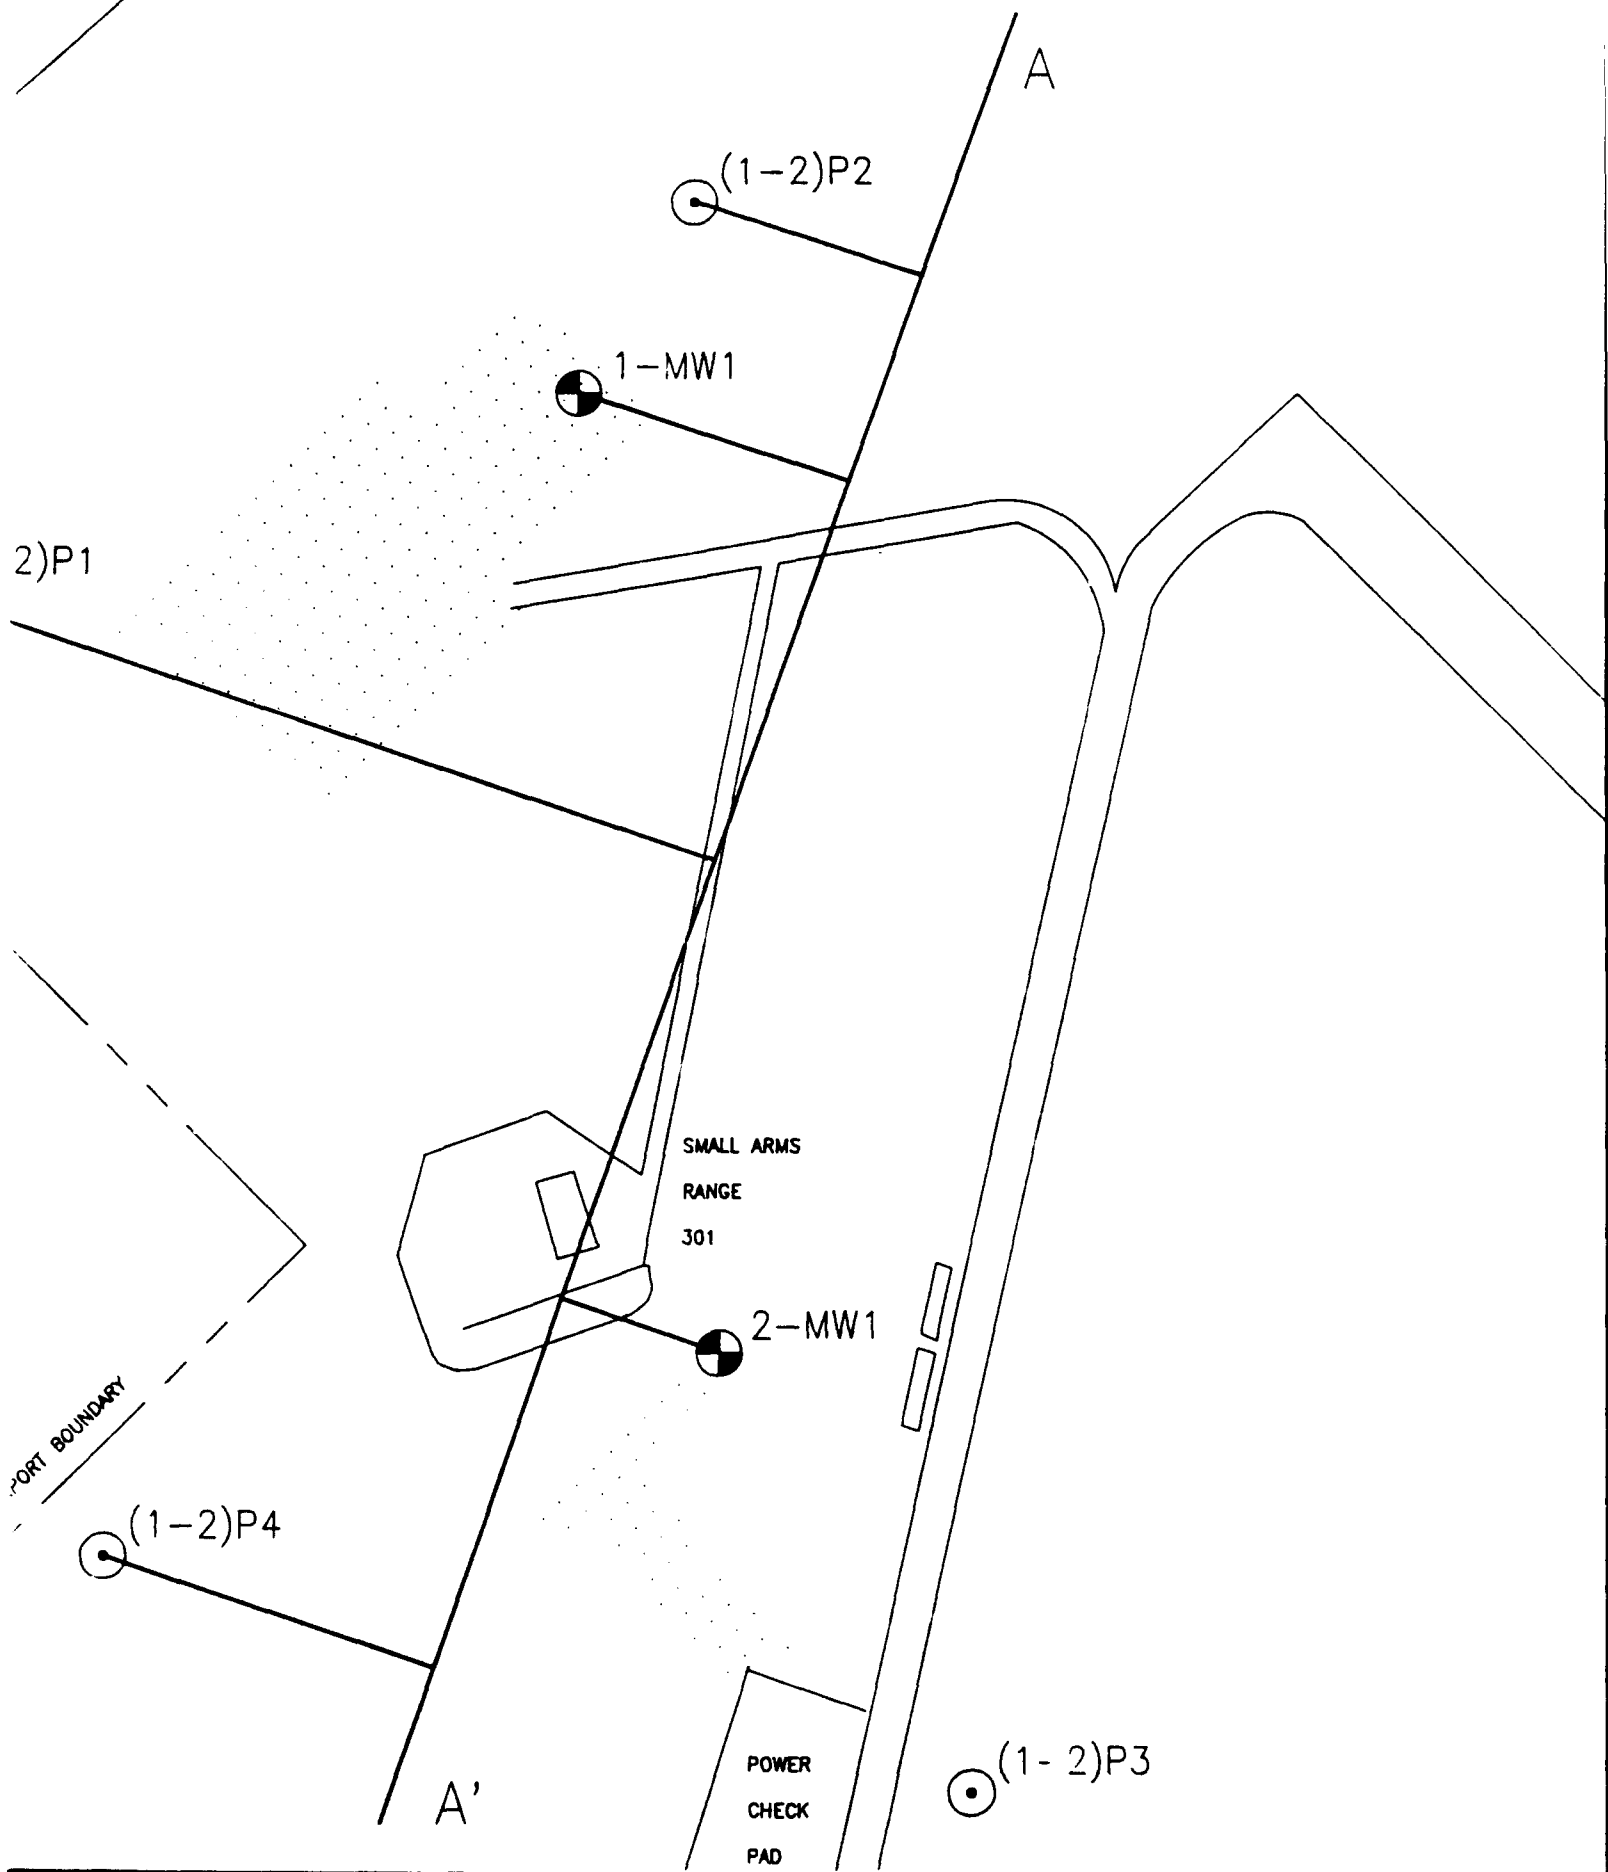 A
(1-2)P2
1-MW1
2)P1
SMALL ARMS
RANGE
301
2-MW1
PORT BOUNDARY
(1-2)P4
(1- 2)P3
A'
POWER
CHECK
PAD